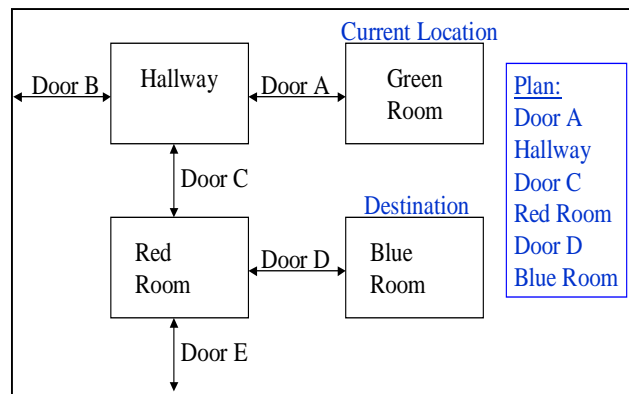 Current Location
Door B
Hallway
Door A
Green
Room
Door C
Destination
Red
Room
Door D
Blue
Room
Door E
Plan:
Door A
Hallway
Door C
Red Room
Door D
Blue Room